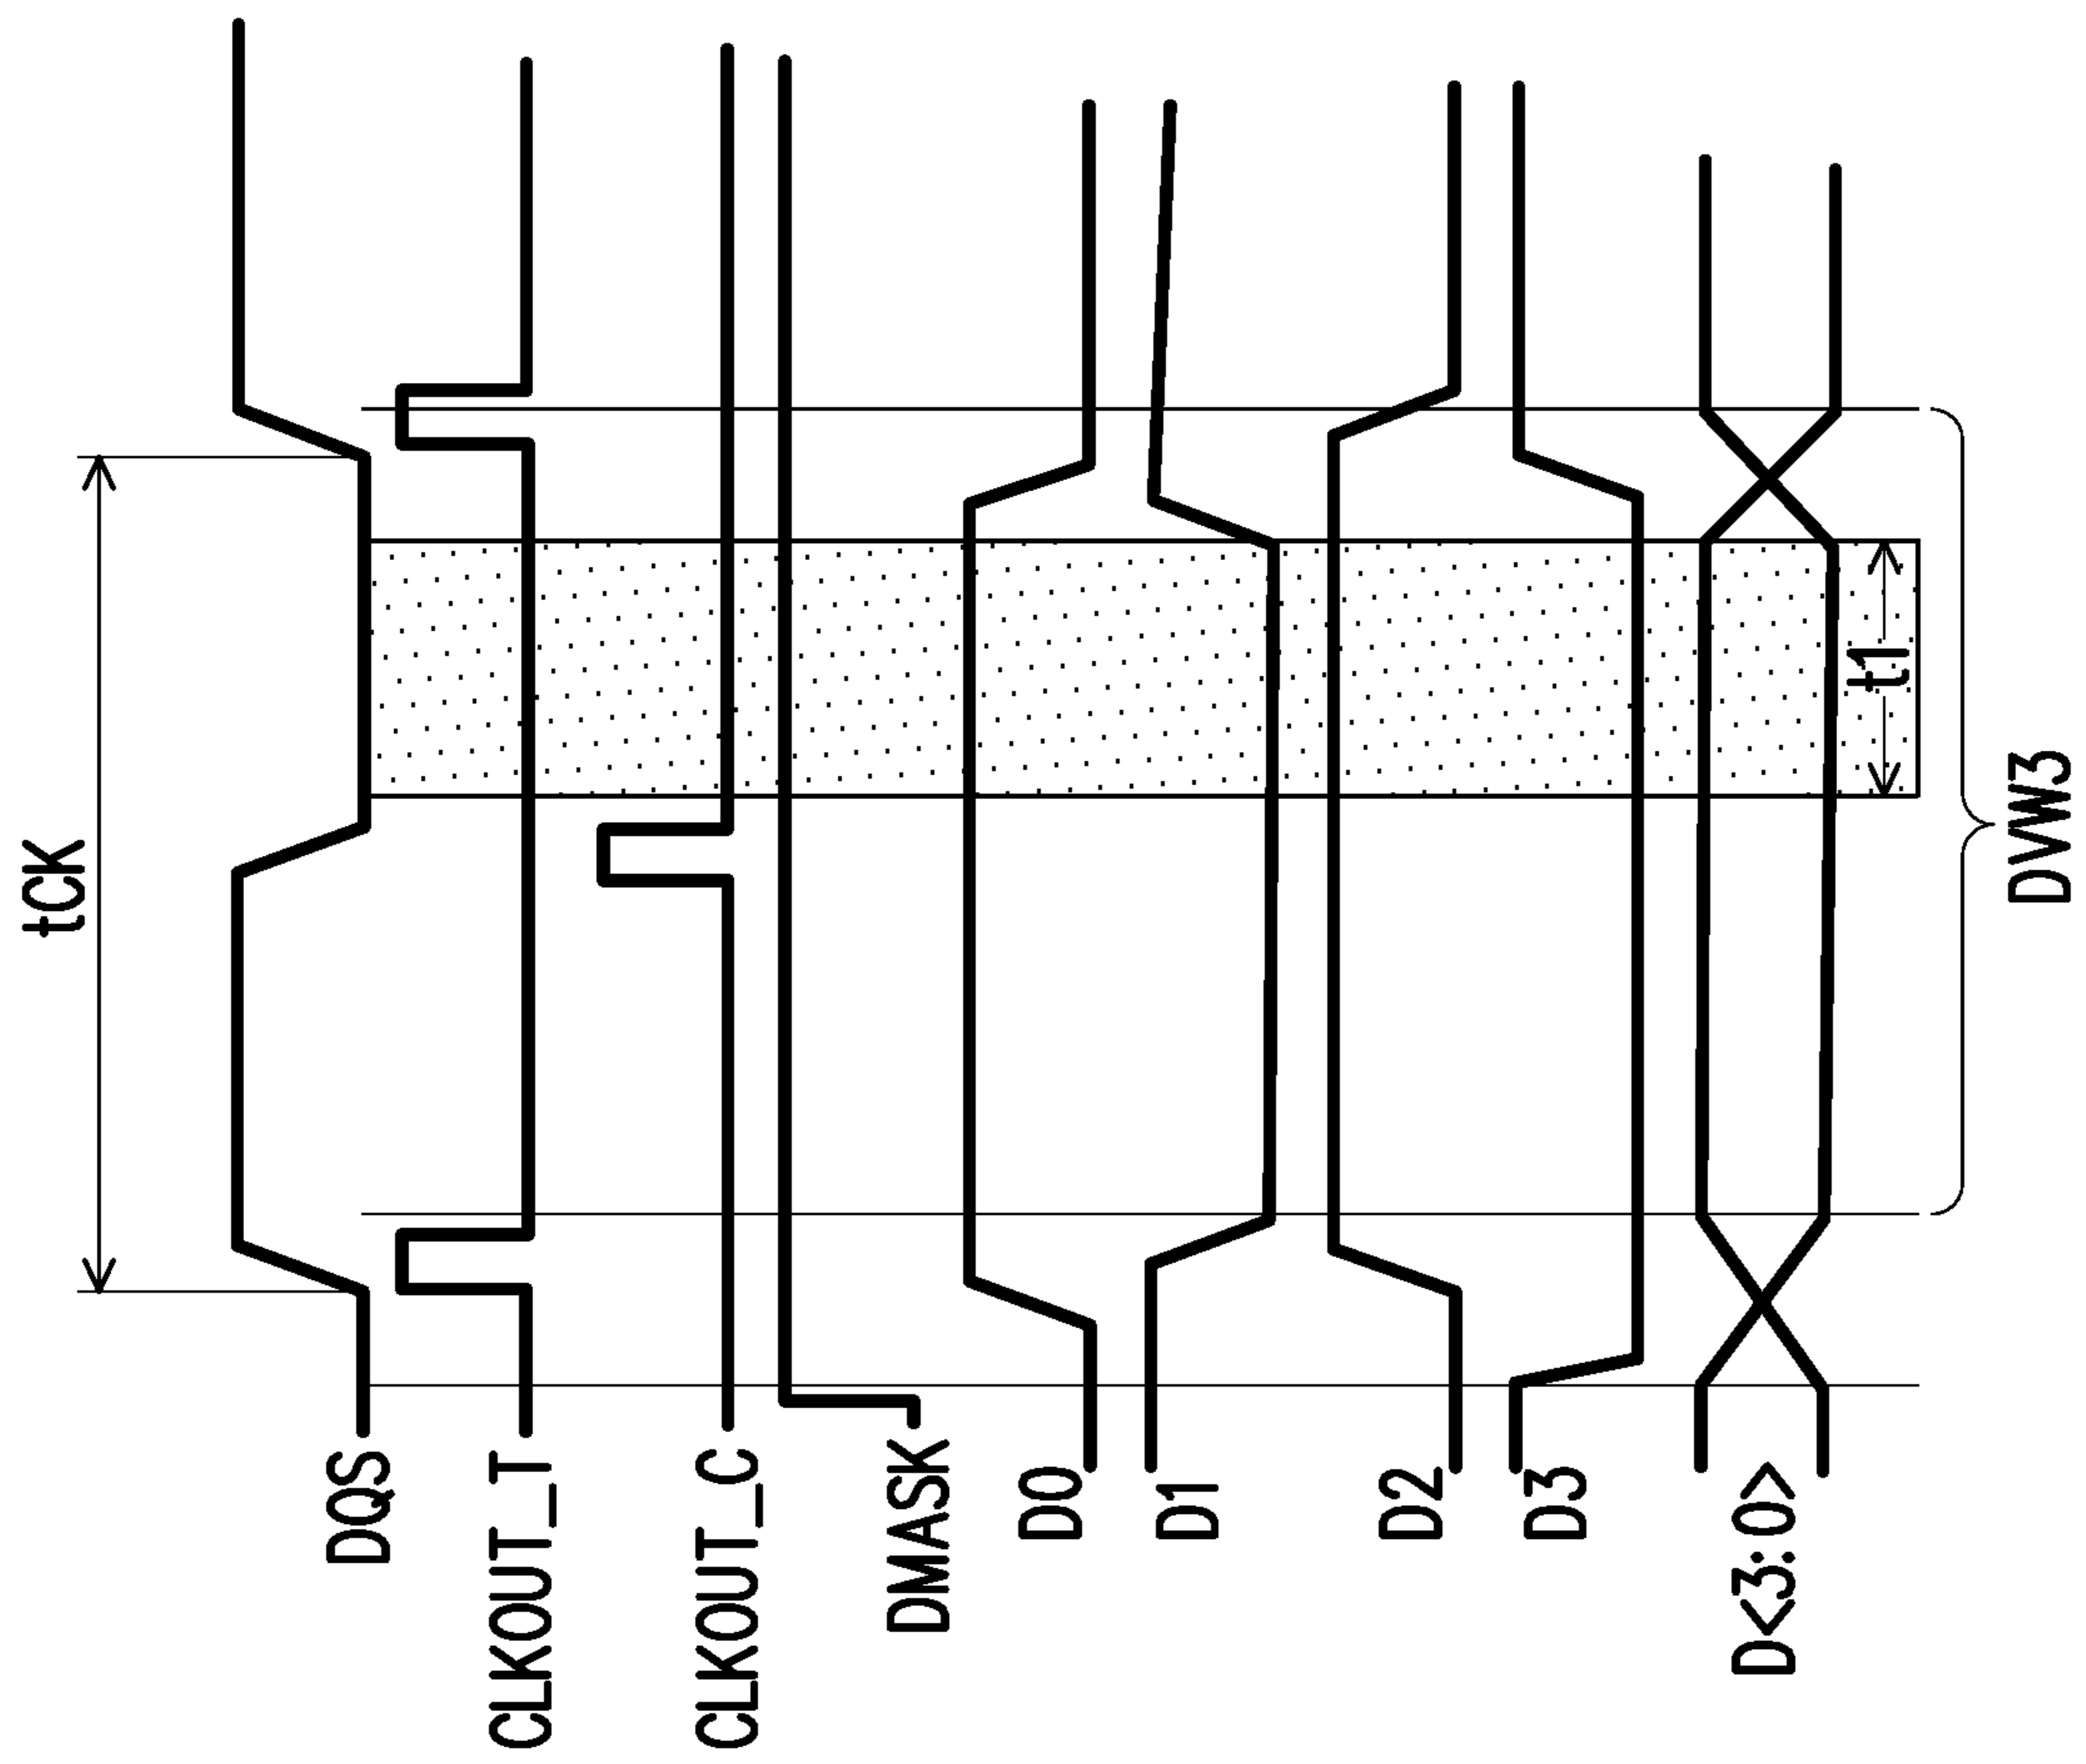 tCK
DQS
CLKOUT_T
CLKOUT_C
DMASK
D0
D1
D2
D3
D<3:0>
t1
DVW3